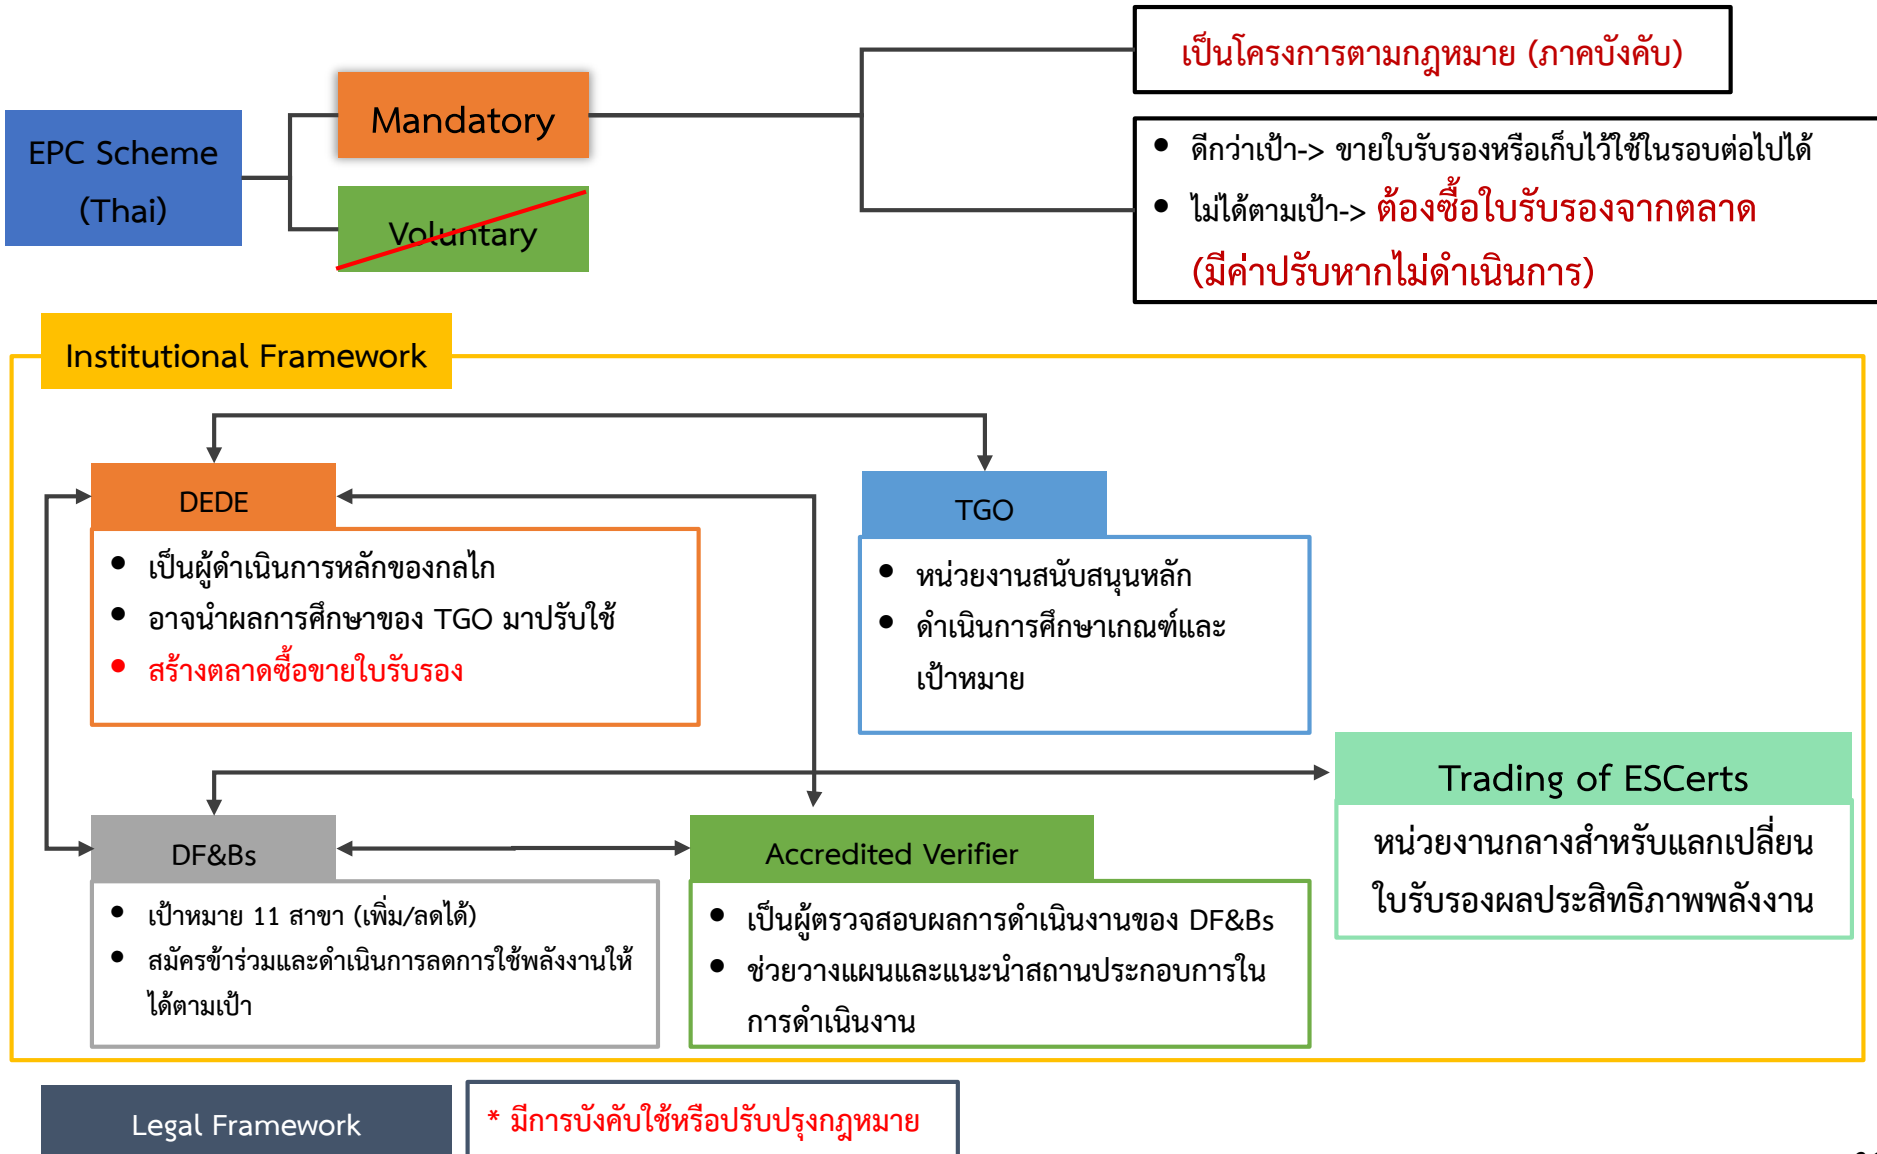 เป็นโครงการตามกฎหมาย (ภาคบังคับ)
Mandatory
EPC Scheme
(Thai)
Voluntary
• ดีกว่าเป้า-> ขายใบรับรองหรือเก็บไว้ใช้ในรอบต่อไปได้
• ไม่ได้ตามเป้า-> ต้องซื้อใบรับรองจากตลาด
(มีค่าปรับหากไม่ดำเนินการ)
Institutional Framework
DEDE
• เป็นผู้ดำเนินการหลักของกลไก
• อาจนำผลการศึกษาของ TGO มาปรับใช้
• สร้างตลาดซื้อขายใบรับรอง
TGO
• หน่วยงานสนับสนุนหลัก
• ดำเนินการศึกษาเกณฑ์และ
เป้าหมาย
Trading of ESCerts
หน่วยงานกลางสำหรับแลกเปลี่ยน
ใบรับรองผลประสิทธิภาพพลังงาน
DF&Bs
• เป้าหมาย 11 สาขา (เพิ่ม/ลดได้)
• สมัครข้าร่วมและดำเนินการลดการใช้พลังงานให้
ได้ตามเป้า
Accredited Verifier
• เป็นผู้ตรวจสอบผลการดำเนินงานของ DF&Bs
• ช่วยวางแผนและแนะนำสถานประกอบการใน
การดำเนินงาน
Legal Framework
* มีการบังคับใช้หรือปรับปรุงกฎหมาย